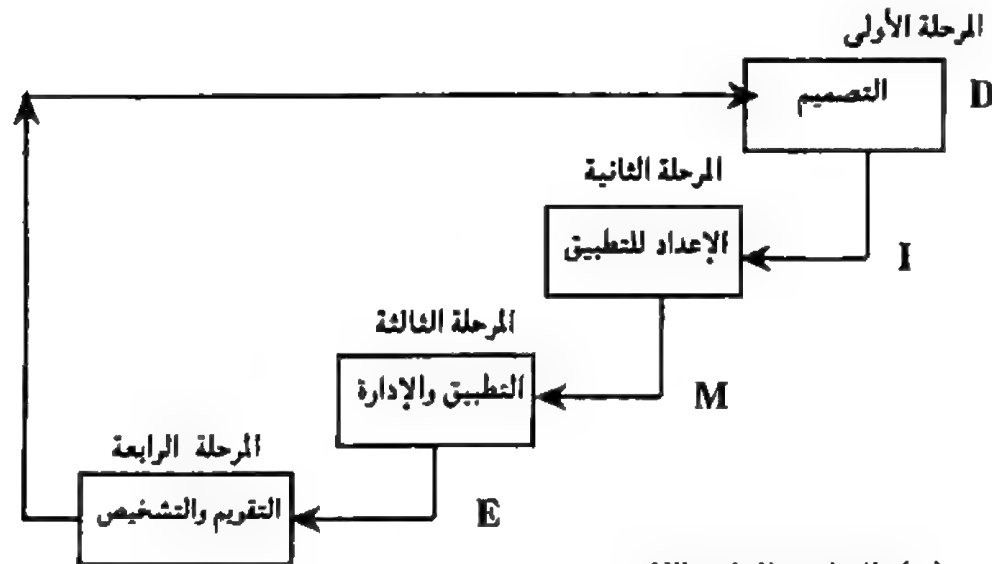 المرحلة الأولى
التصميم
D
المرحلة الثانية
الإعداد للتطبيق
I
المرحلة الثالثة
التطبيق والإدارة
M
المرحلة الرابعة
التقويم والتشخيص
E